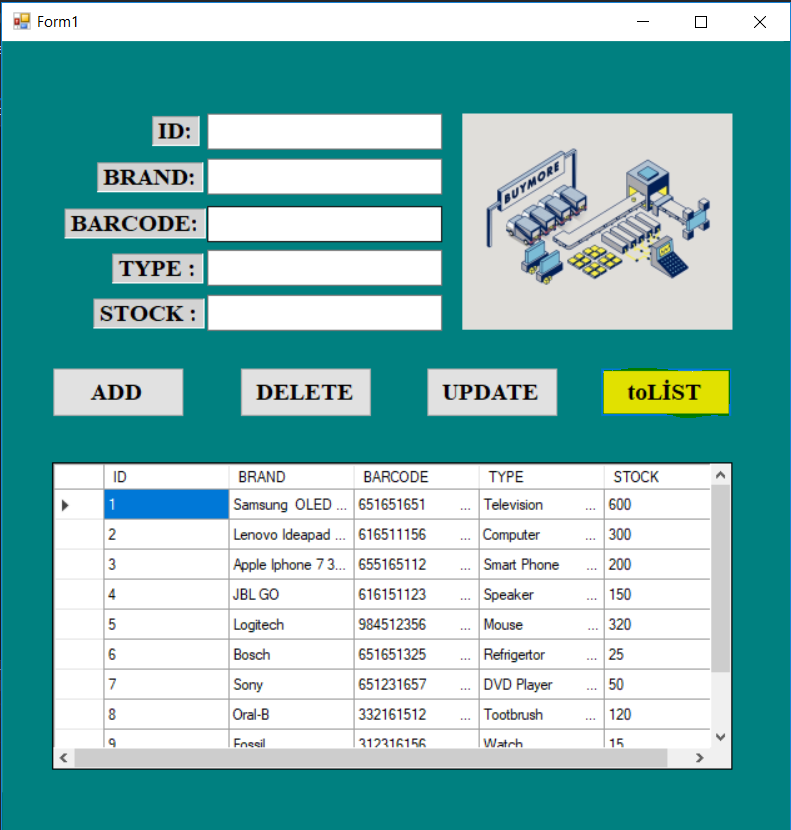 Form1
ID:
BRAND:
BARCODE:
TYPE :
STOCK :
BUYMORE
ADD DELETE UPDATE toLİST
ID BRAND BARCODE TYPE STOCK
1 Samsung OLED ... 651651651 ... Television ... 600
2 Lenovo Ideapad ... 616511156 ... Computer ... 300
3 Apple Iphone 7 3... 655165112 ... Smart Phone ... 200
4 JBL GO 616151123 ... Speaker ... 150
5 Logitech 984512356 ... Mouse ... 320
6 Bosch 651651325 ... Refrigertor ... 25
7 Sony 651231657 ... DVD Player ... 50
8 Oral-B 332161512 ... Tootbrush ... 120
9 Fossil 312316156 Watch 15